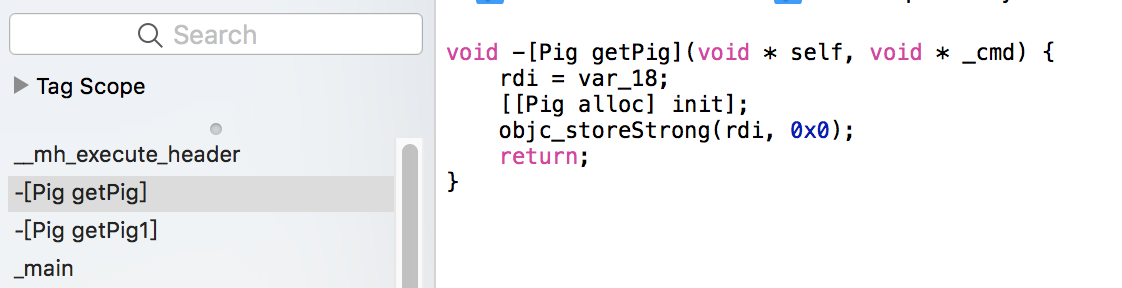 Search
Tag Scope
__mh_execute_header
-[Pig getPig]
-[Pig getPig1]
_main
void -[Pig getPig](void * self, void * _cmd) {
    rdi = var_18;
    [[Pig alloc] init];
    objc_storeStrong(rdi, 0x0);
    return;
}